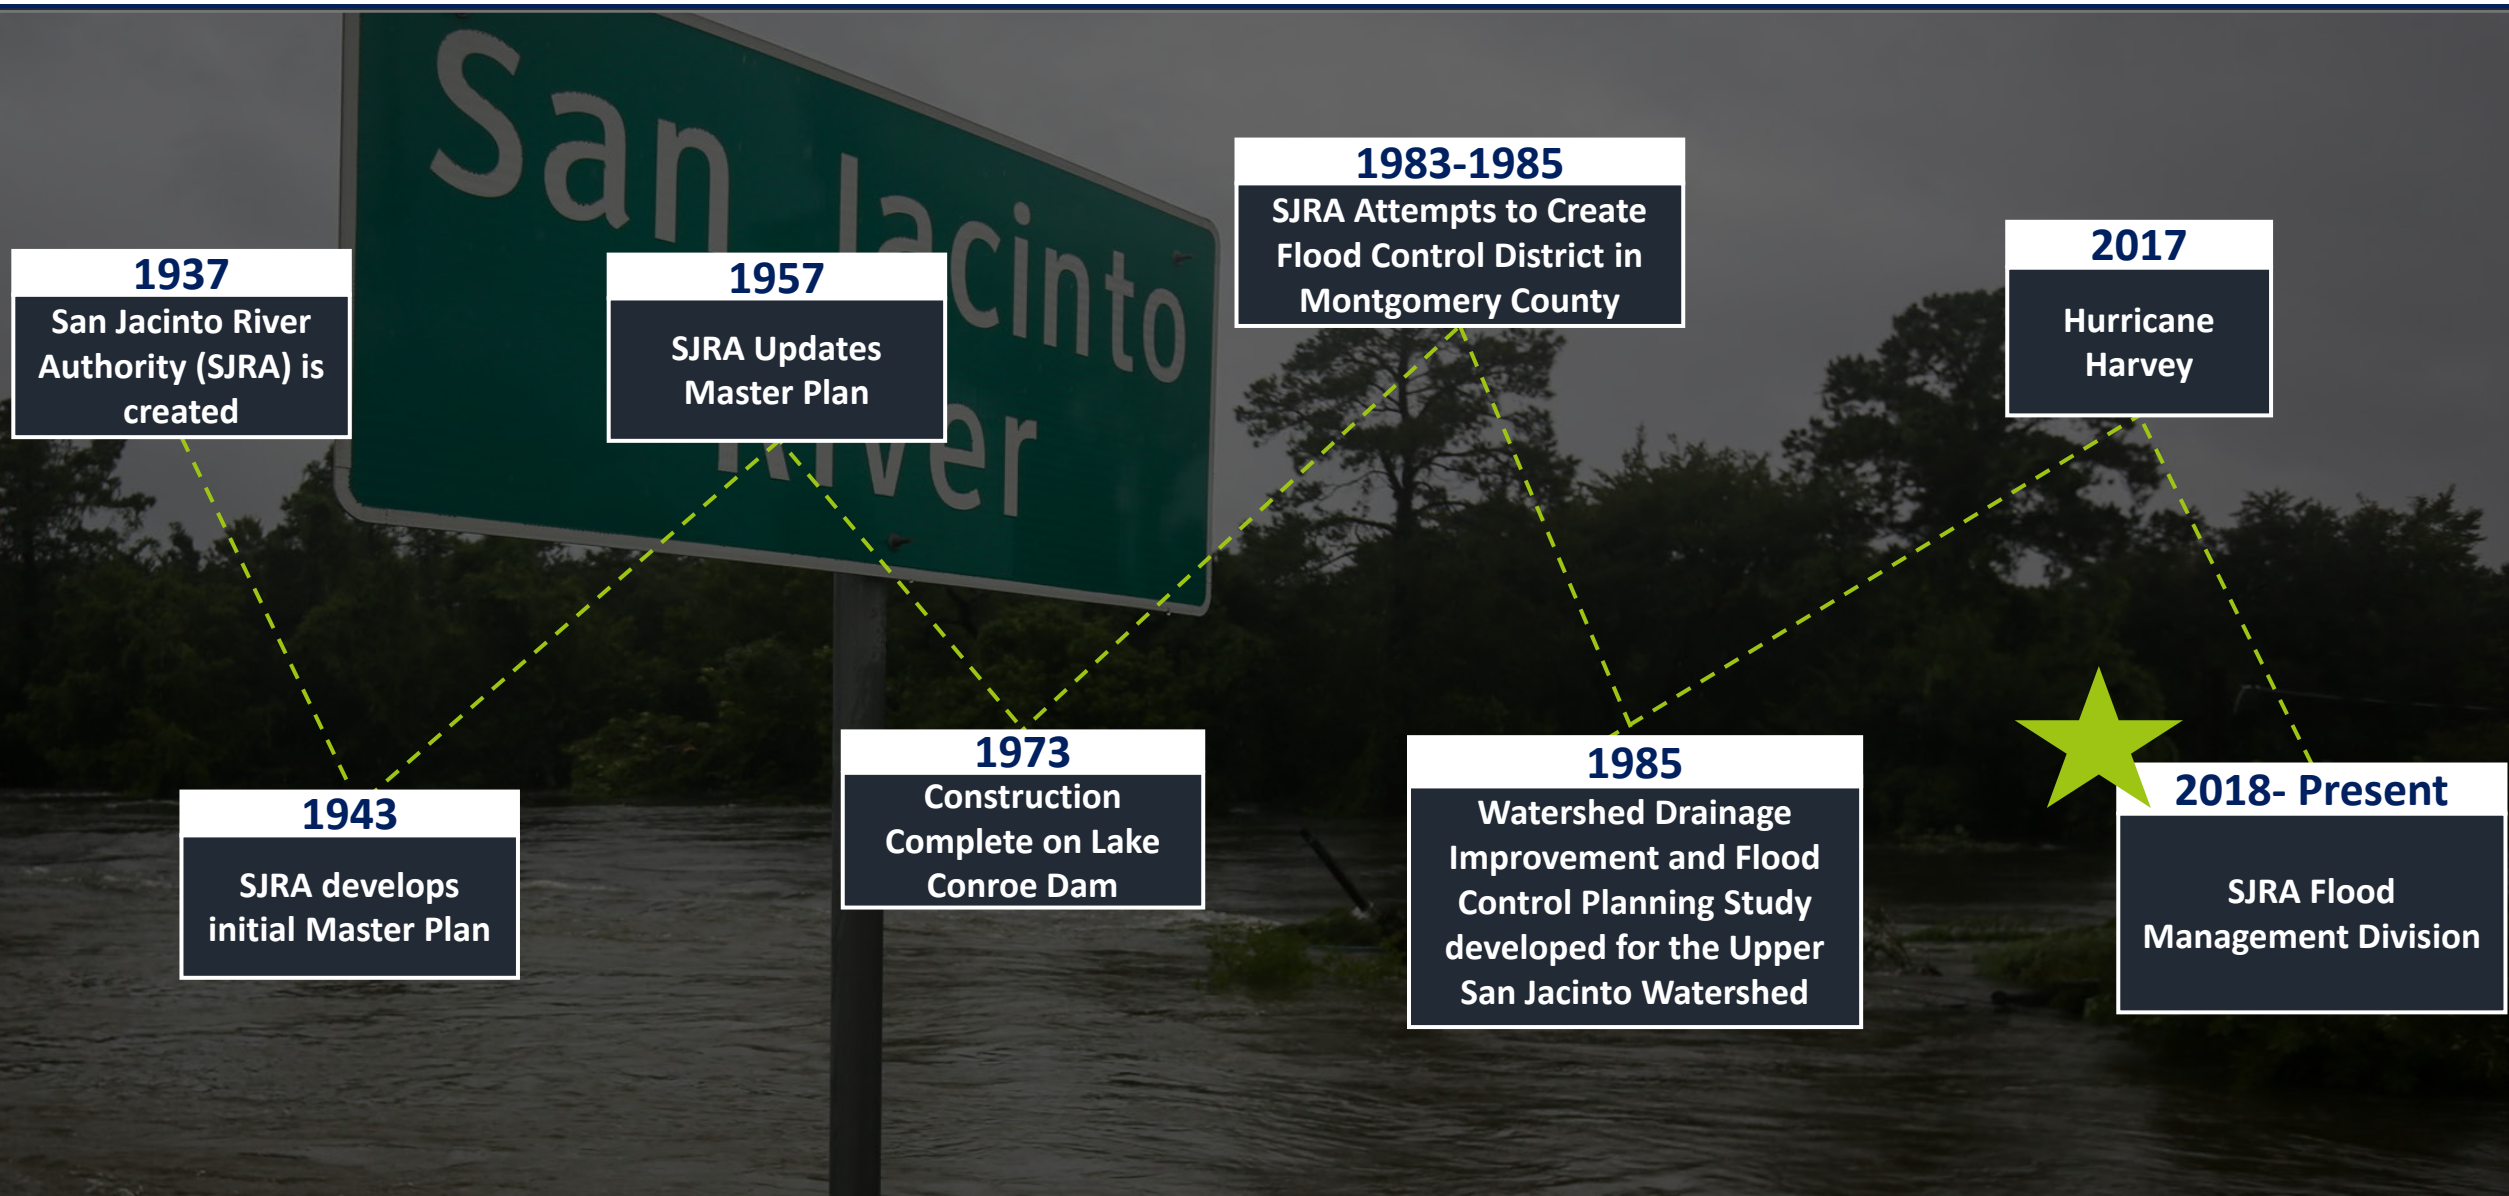 San Jacinto
River
1937
San Jacinto River
Authority (SJRA) is
created
1943
SJRA develops
initial Master Plan
1957
SJRA Updates
Master Plan
1973
Construction
Complete on Lake
Conroe Dam
1983-1985
SJRA Attempts to Create
Flood Control District in
Montgomery County
1985
Watershed Drainage
Improvement and Flood
Control Planning Study
developed for the Upper
San Jacinto Watershed
2017
Hurricane
Harvey
2018- Present
SJRA Flood
Management Division